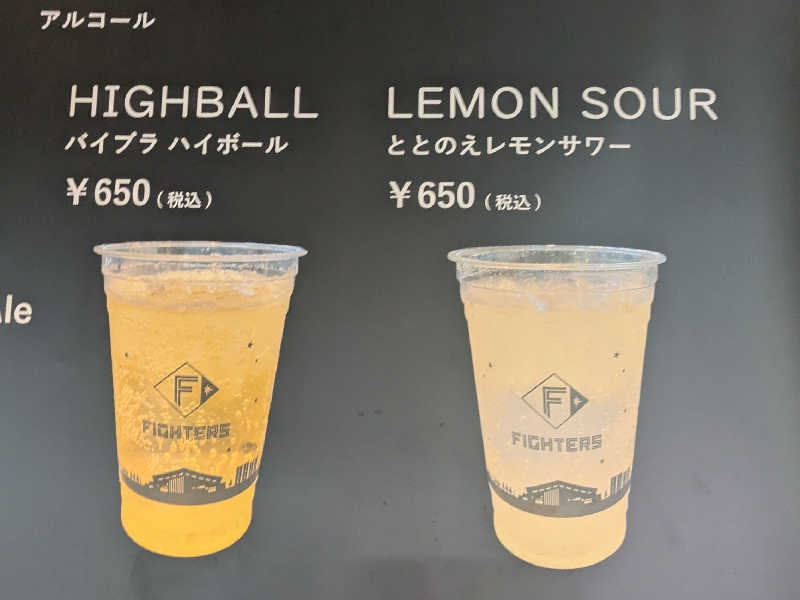 アルコール
HIGHBALL
バイプラ ハイボール
¥650(税込)
LEMON SOUR
ととのえレモンサワー
¥650(税込)
Ale
F
FIGHTERS
F
FIGHTERS